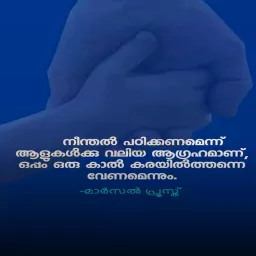 നീന്തൽ പഠിക്കണമെന്ന്
ആളുകൾക്കു വലിയ ആഗ്രഹമാണ്,
ഒപ്പം ഒരു കാൽ കരയിൽത്തന്നെ
വേണമെന്നും.
-മാർസൽ പ്രൂസ്ത്